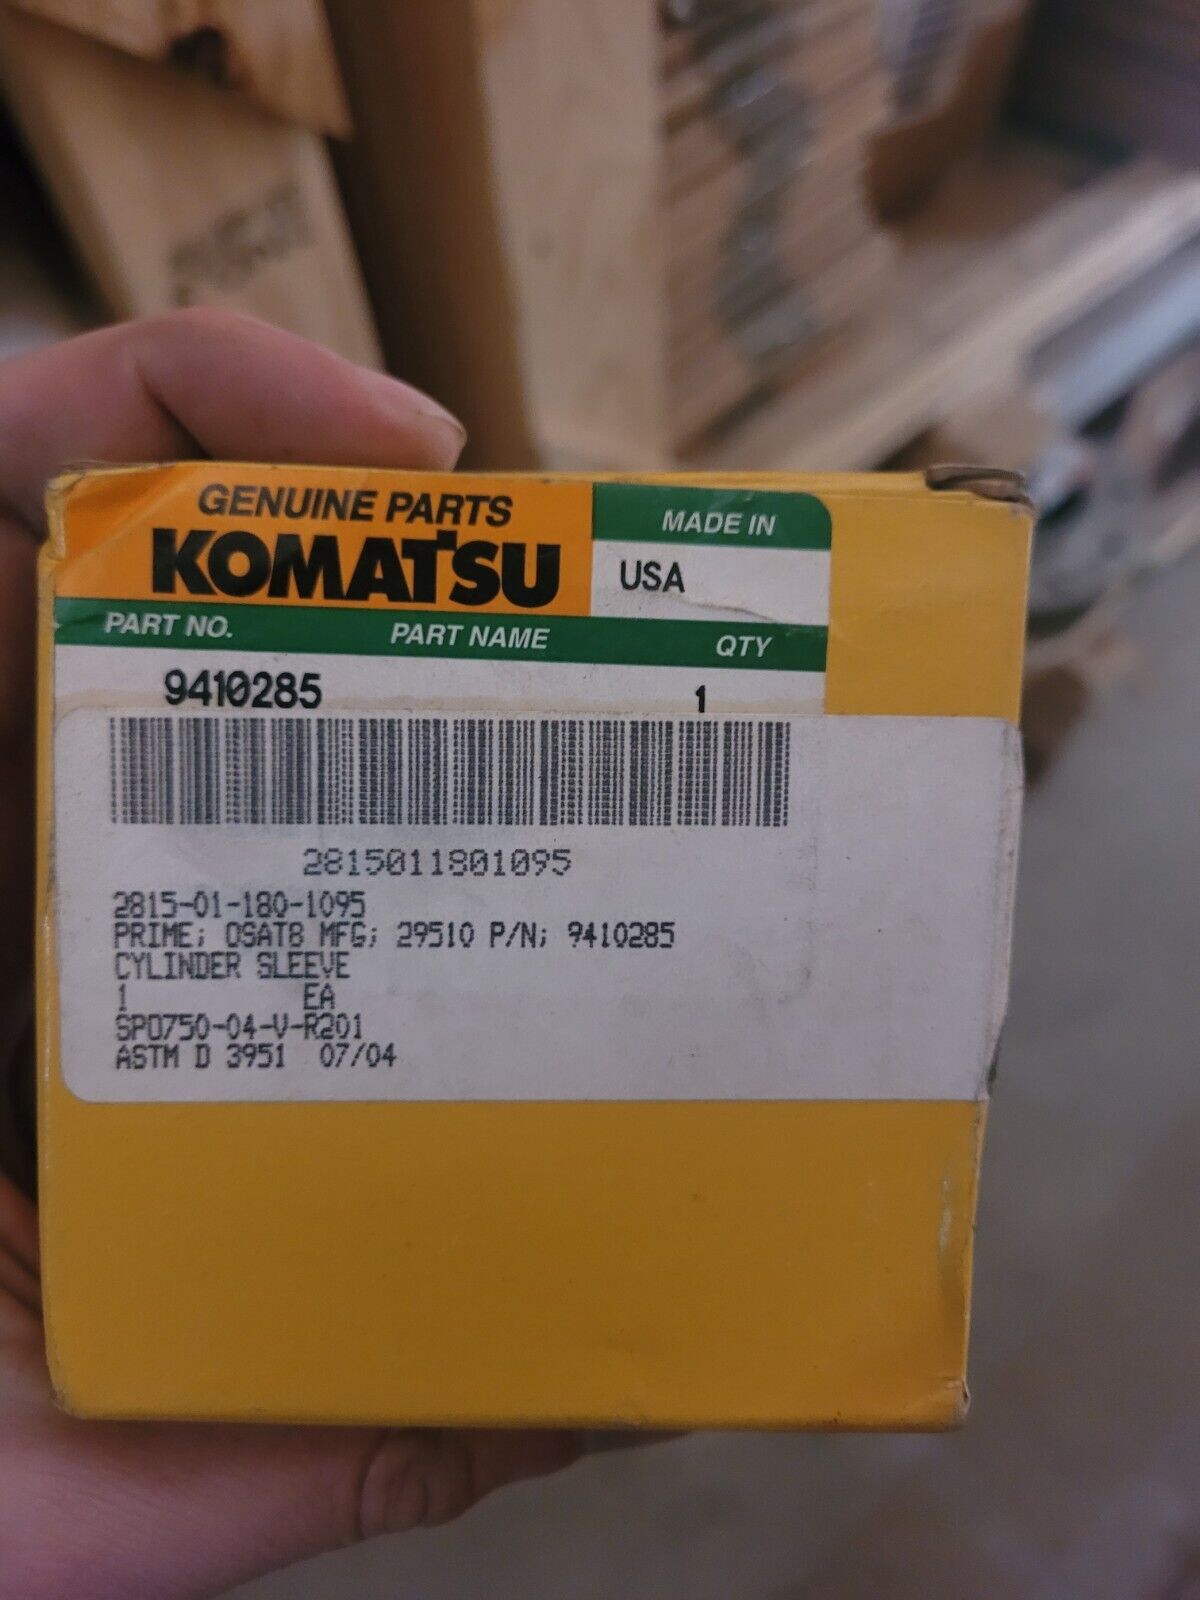 GENUINE PARTS
KOMATSU
MADE IN
USA
PART NO. PART NAME QTY
9410285 1
2815011801095
2815-01-180-1095
PRIME; 0SAT8 MFG; 29510 P/N; 9410285
CYLINDER SLEEVE
1 EA
SPO750-04-V-R201
ASTM D 3951 07/04